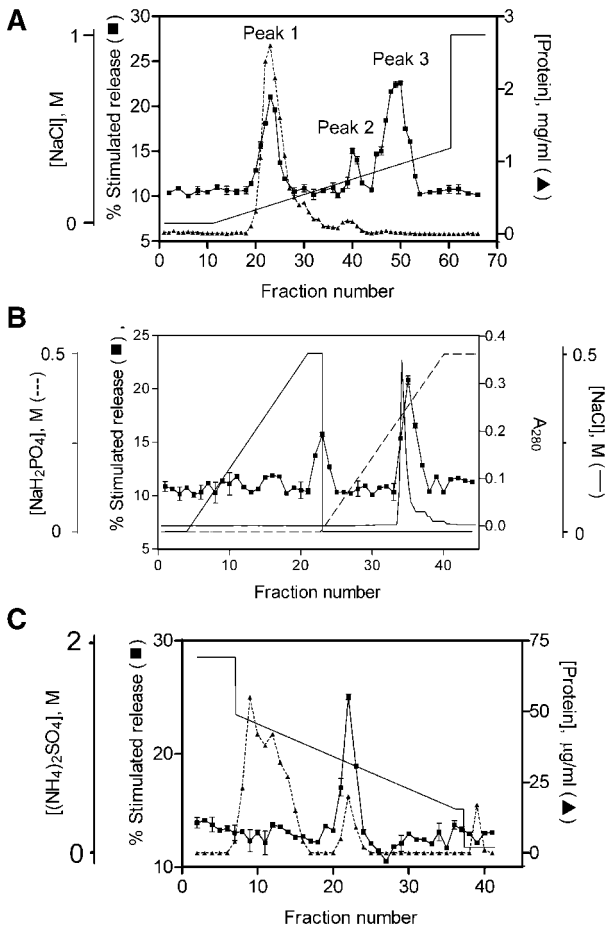 A
[NaCl], M
1
0
% Stimulated release (■)
30
25
20
15
10
5
Peak 1
Peak 2
Peak 3
3
2
1
0
[Protein], mg/ml (▲)
0 10 20 30 40 50 60 70
Fraction number
B
[NaH2PO4], M (---)
0.5
0
% Stimulated release (■) ,
25
20
15
10
5
0.4
0.3
0.2
0.1
0.0
A280
0.5
0
[NaCl], M (—)
0 10 20 30 40
Fraction number
C
[(NH4)2SO4], M
2
0
% Stimulated release (■)
30
20
10
75
50
25
0
[Protein], µg/ml (▲)
0 10 20 30 40
Fraction number